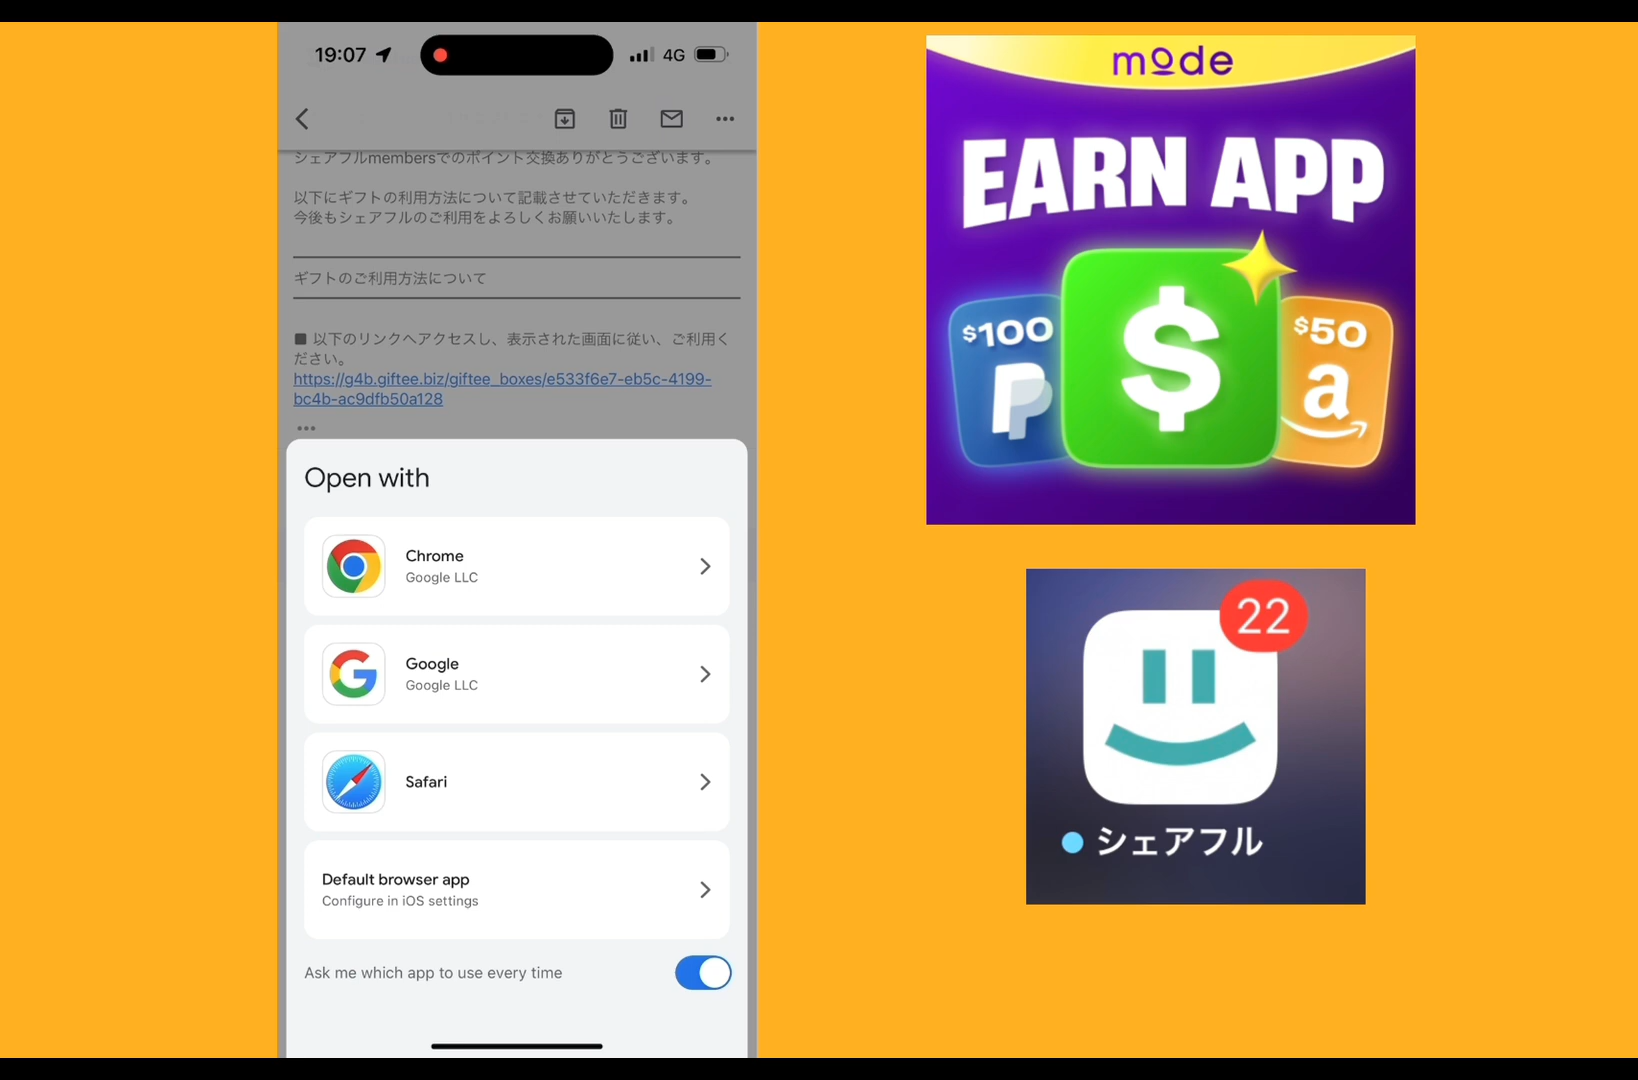 19:07
4G
シェアフルmembersでのポイント交換ありがとうございます。
以下にギフトの利用方法について記載させていただきます。
今後もシェアフルのご利用をよろしくお願いいたします。
ギフトのご利用方法について
■ 以下のリンクへアクセスし、表示された画面に従い、ご利用く
ださい。
https://g4b.giftee.biz/giftee_boxes/e533f6e7-eb5c-4199-
bc4b-ac9dfb50a128
Open with
Chrome
Google LLC
Google
Google LLC
Safari
Default browser app
Configure in iOS settings
Ask me which app to use every time
mode
EARN APP
$100
$
$50
22
シェアフル